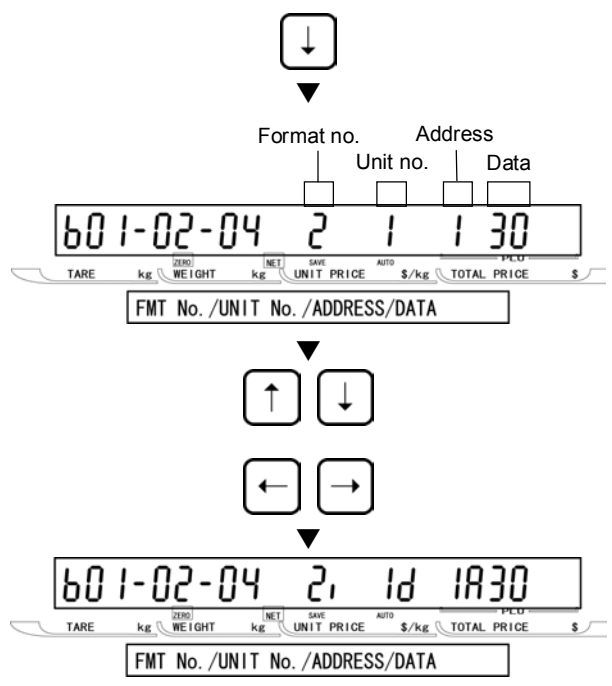 ↓
▼
Format no. Address
Unit no. Data
b01-02-04 2 1 1 30
ZERO NET SAVE AUTO PLU
TARE kg WEIGHT kg UNIT PRICE $/kg TOTAL PRICE $
FMT No./UNIT No./ADDRESS/DATA
▼
↑ ↓
← →
▼
b01-02-04 2i 1d 1A30
ZERO NET SAVE AUTO PLU
TARE kg WEIGHT kg UNIT PRICE $/kg TOTAL PRICE $
FMT No./UNIT No./ADDRESS/DATA